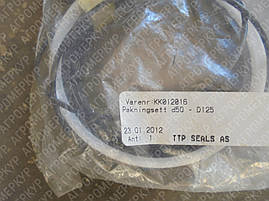 Varenr:KK012016
Pakningsett d50 - D125
23.01.2012
Ant: 1 TTP SEALS AS